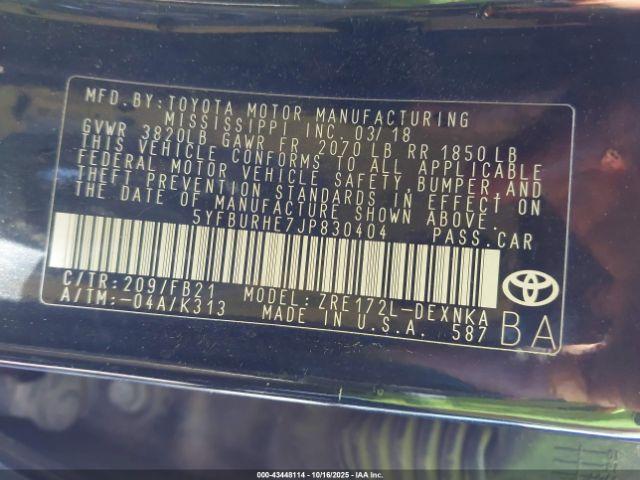 MFD.BY:TOYOTA MOTOR MANUFACTURING
MISSISSIPPI INC 03/18
GVWR 3820LB GAWR FR 2070 LB RR 1850LB
THIS VEHICLE CONFORMS TO ALL APPLICABLE
FEDERAL MOTOR VEHICLE SAFETY,BUMPER,AND
THEFT PREVENTION STANDARDS IN EFFECT ON
THE DATE OF MANUFACTURE SHOWN ABOVE.
5YFBURHE7JP830404 PASS.CAR
C/TR:209/FB21 MODEL: ZRE172L-DEXNKA
A/TM:-04A/K313 MADE IN U.S.A. 587
BA
000-43448114 | 10/16/2025 - IAA Inc.